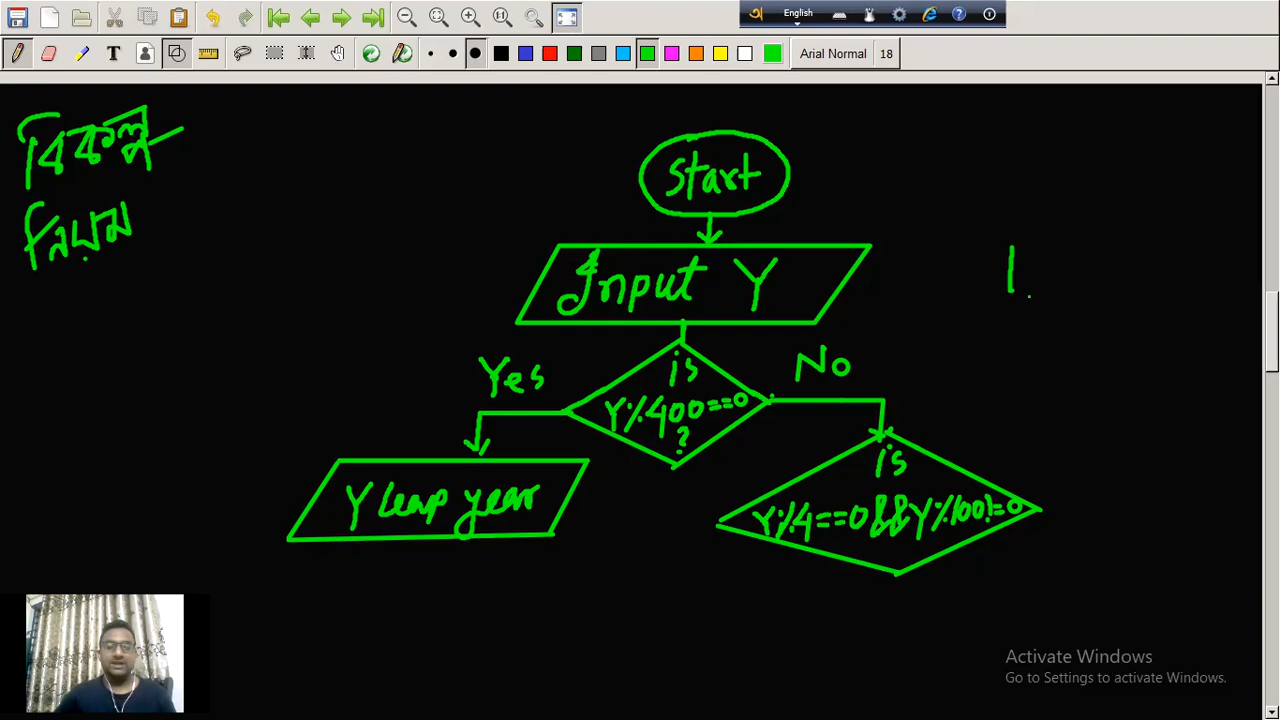 English
Arial Normal 18
বিকল্প
নিয়ম
Start
Input Y
Yes
No
is
Y%400==0
?
Y leap year
is
Y%4==0&&Y%100!=0
1
Activate Windows
Go to Settings to activate Windows.